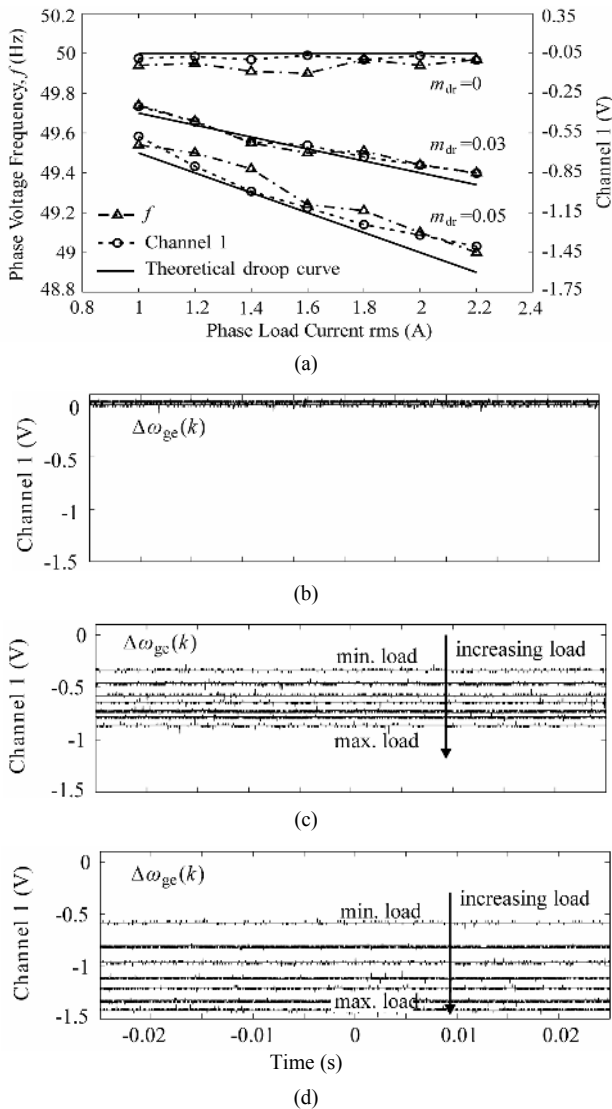 Phase Voltage Frequency, f (Hz)
50
49.8
49.6
49.4
49.2
49
48.8
0.35
-0.05
-0.35
-0.55
-0.85
-1.15
-1.45
-1.75
Channel 1 (V)
m_dr=0
m_dr=0.03
m_dr=0.05
f
Channel 1
Theoretical droop curve
0.8 1 1.2 1.4 1.6 1.8 2 2.2 2.4
Phase Load Current rms (A)
(a)
Channel 1 (V)
0
-0.5
-1
-1.5
Δω_ge(k)
(b)
Channel 1 (V)
0
-0.5
-1
-1.5
Δω_ge(k)
min. load
increasing load
max. load
(c)
Channel 1 (V)
0
-0.5
-1
-1.5
Δω_ge(k)
min. load
increasing load
max. load
-0.02 -0.01 0 0.01 0.02
Time (s)
(d)